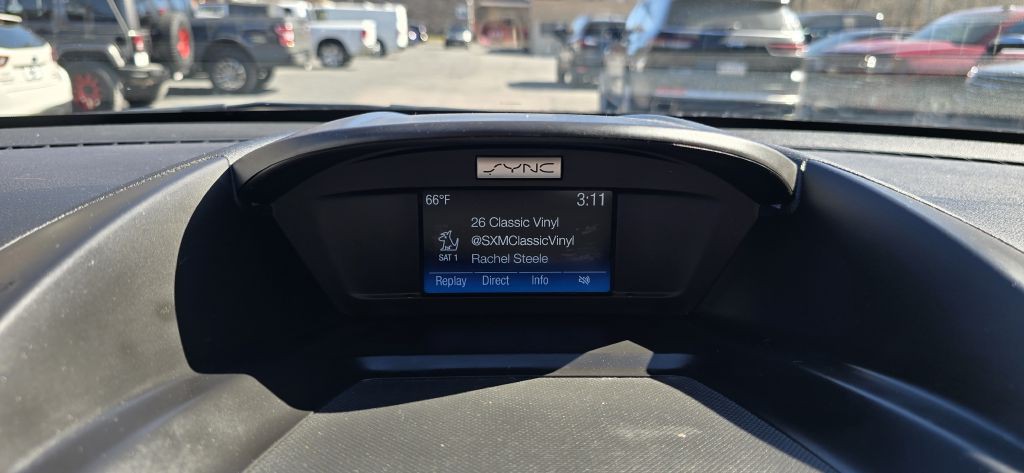 SYNC
66°F 3:11
26 Classic Vinyl
@SXMClassicVinyl
SAT 1 Rachel Steele
Replay Direct Info